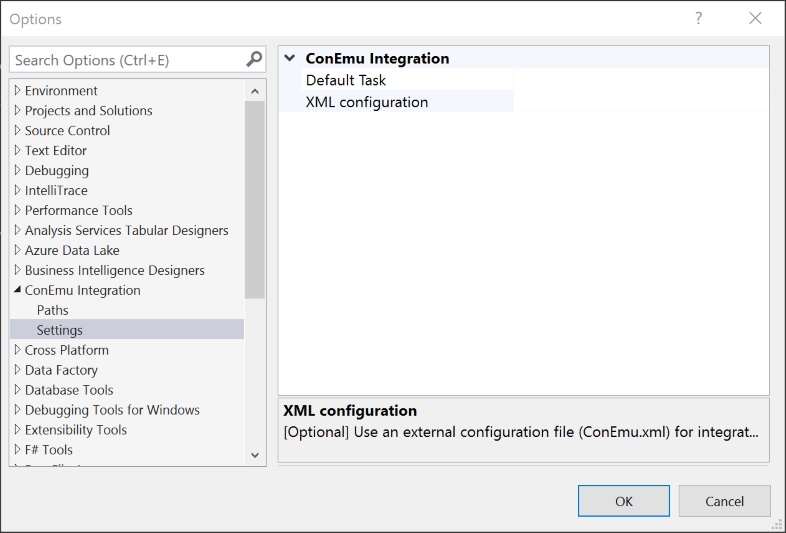 Options
?
Search Options (Ctrl+E)
Environment
Projects and Solutions
Source Control
Text Editor
Debugging
IntelliTrace
Performance Tools
Analysis Services Tabular Designers
Azure Data Lake
Business Intelligence Designers
ConEmu Integration
Paths
Settings
Cross Platform
Data Factory
Database Tools
Debugging Tools for Windows
Extensibility Tools
F# Tools
ConEmu Integration
Default Task
XML configuration
XML configuration
[Optional] Use an external configuration file (ConEmu.xml) for integrat...
OK
Cancel